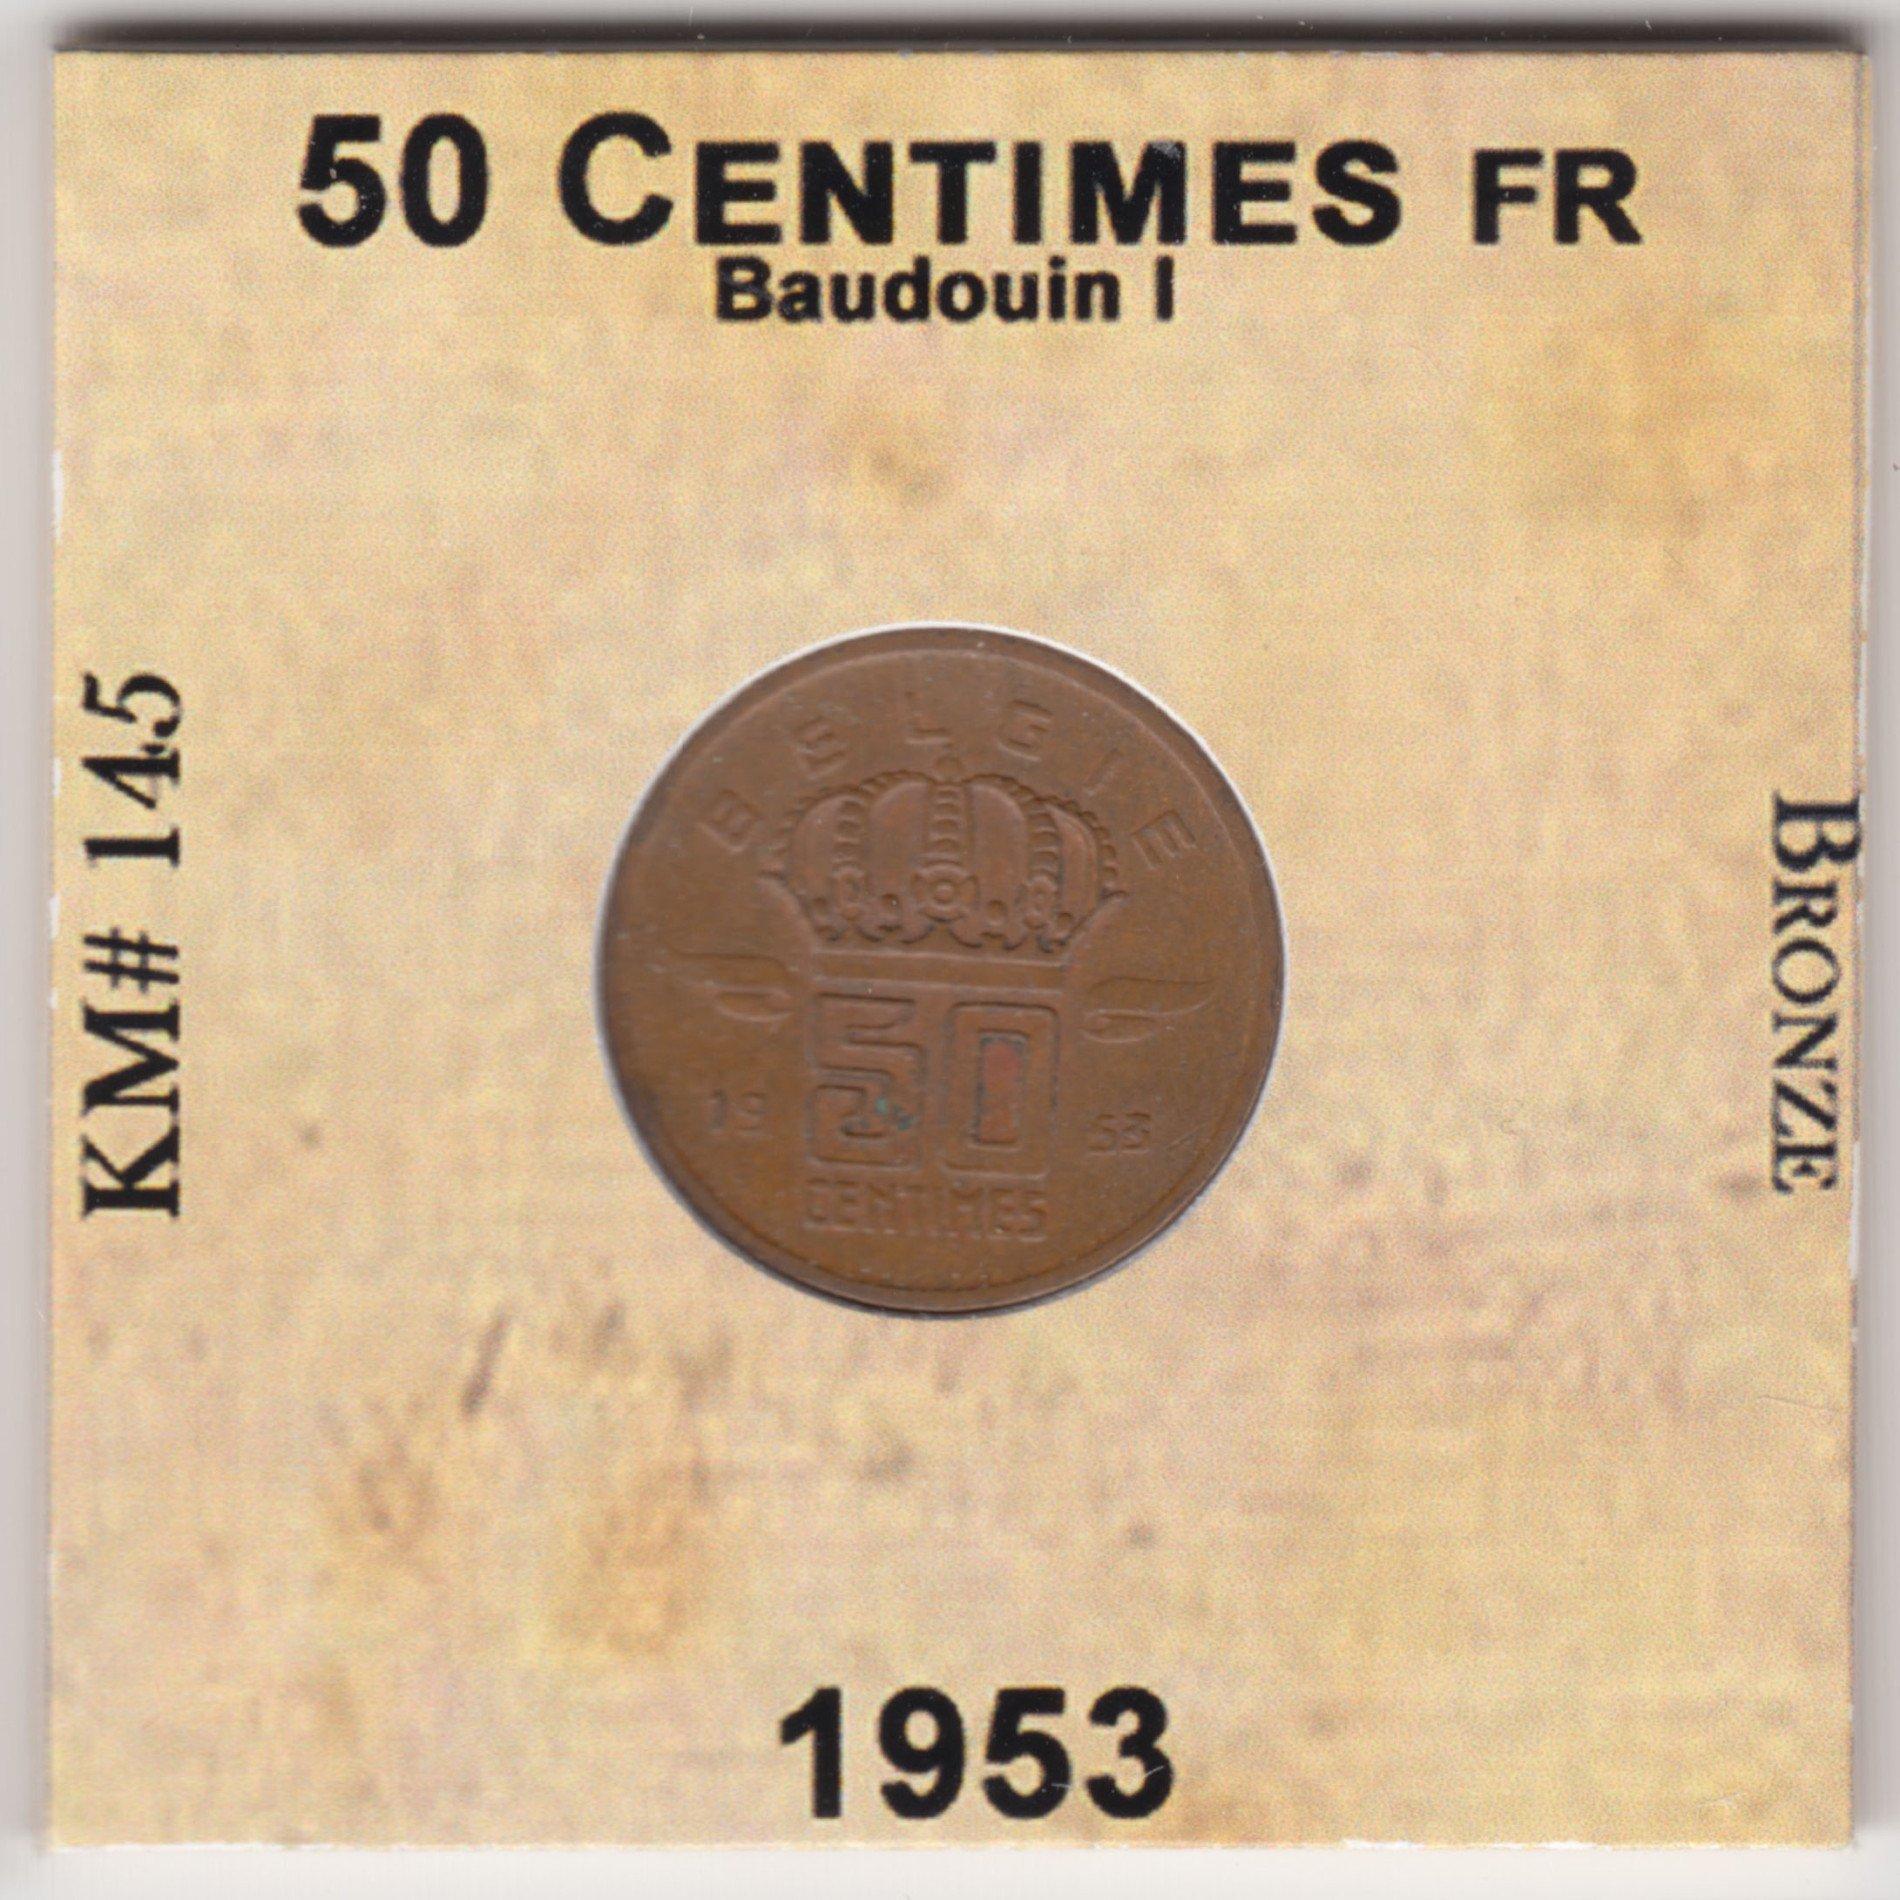 50 CENTIMES FR
Baudouin I
KM# 145
BRONZE
BELGIE
50
19 53
CENTIMES
1953